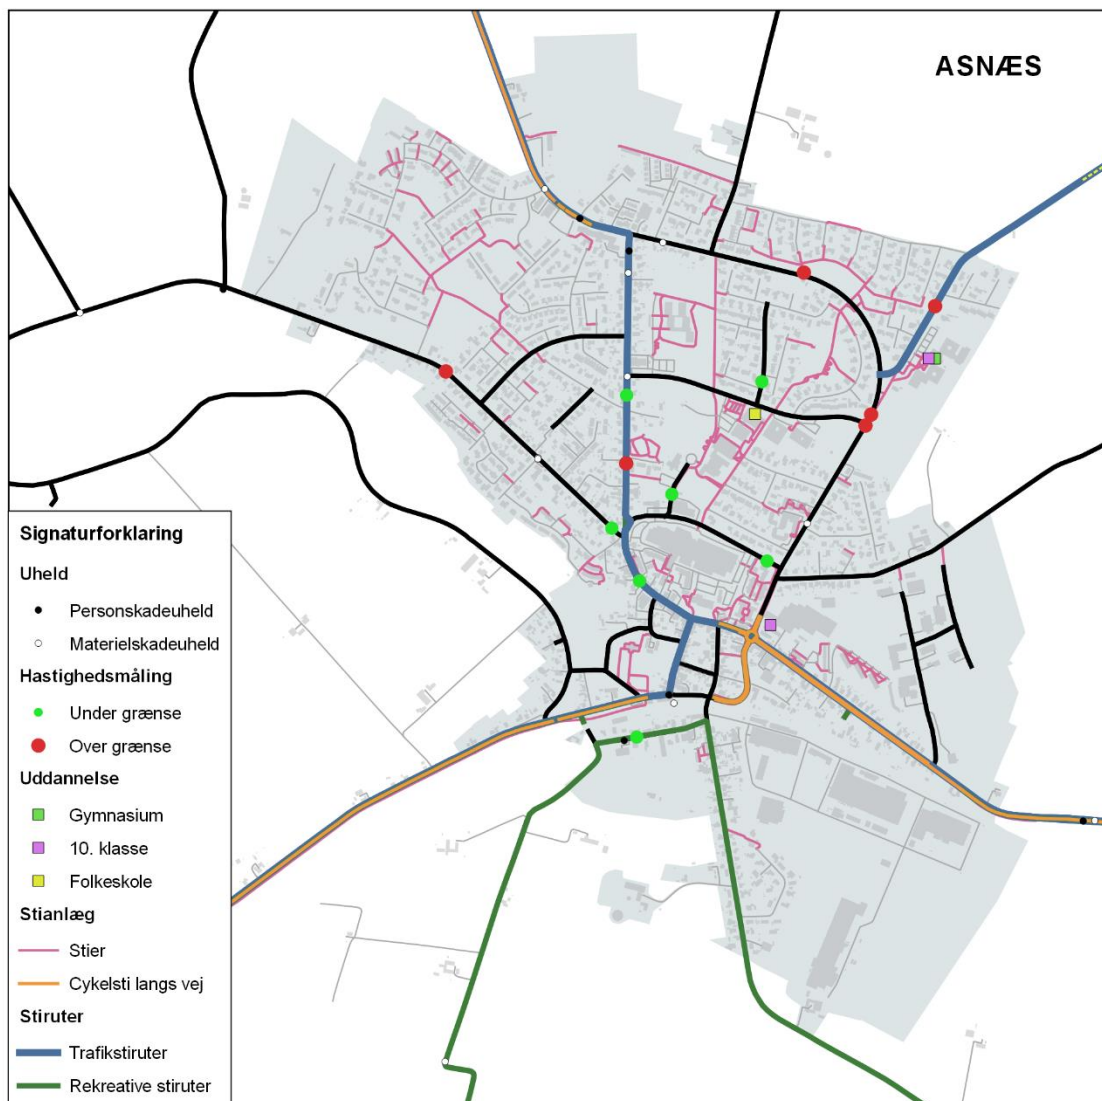 ASNÆS
Signaturforklaring
Uheld
Personskadeuheld
Materielskadeuheld
Hastighedsmåling
Under grænse
Over grænse
Uddannelse
Gymnasium
10. klasse
Folkeskole
Stianlæg
Stier
Cykelsti langs vej
Stiruter
Trafikstiruter
Rekreative stiruter